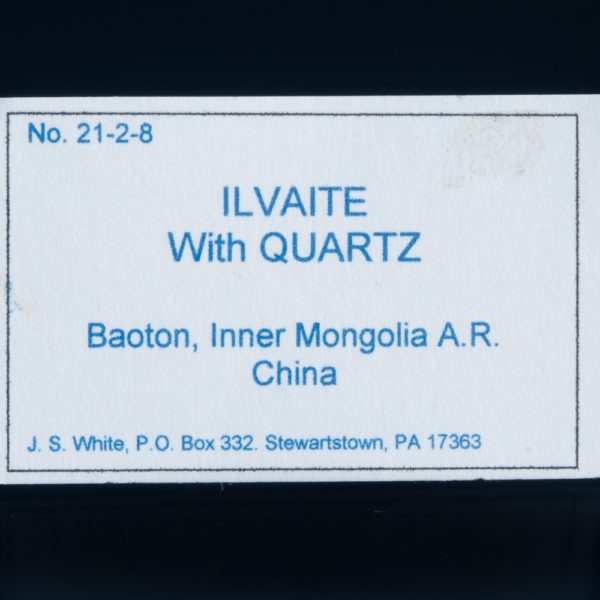 No. 21-2-8
ILVAITE
With QUARTZ
Baoton, Inner Mongolia A.R.
China
J. S. White, P.O. Box 332. Stewartstown, PA 17363